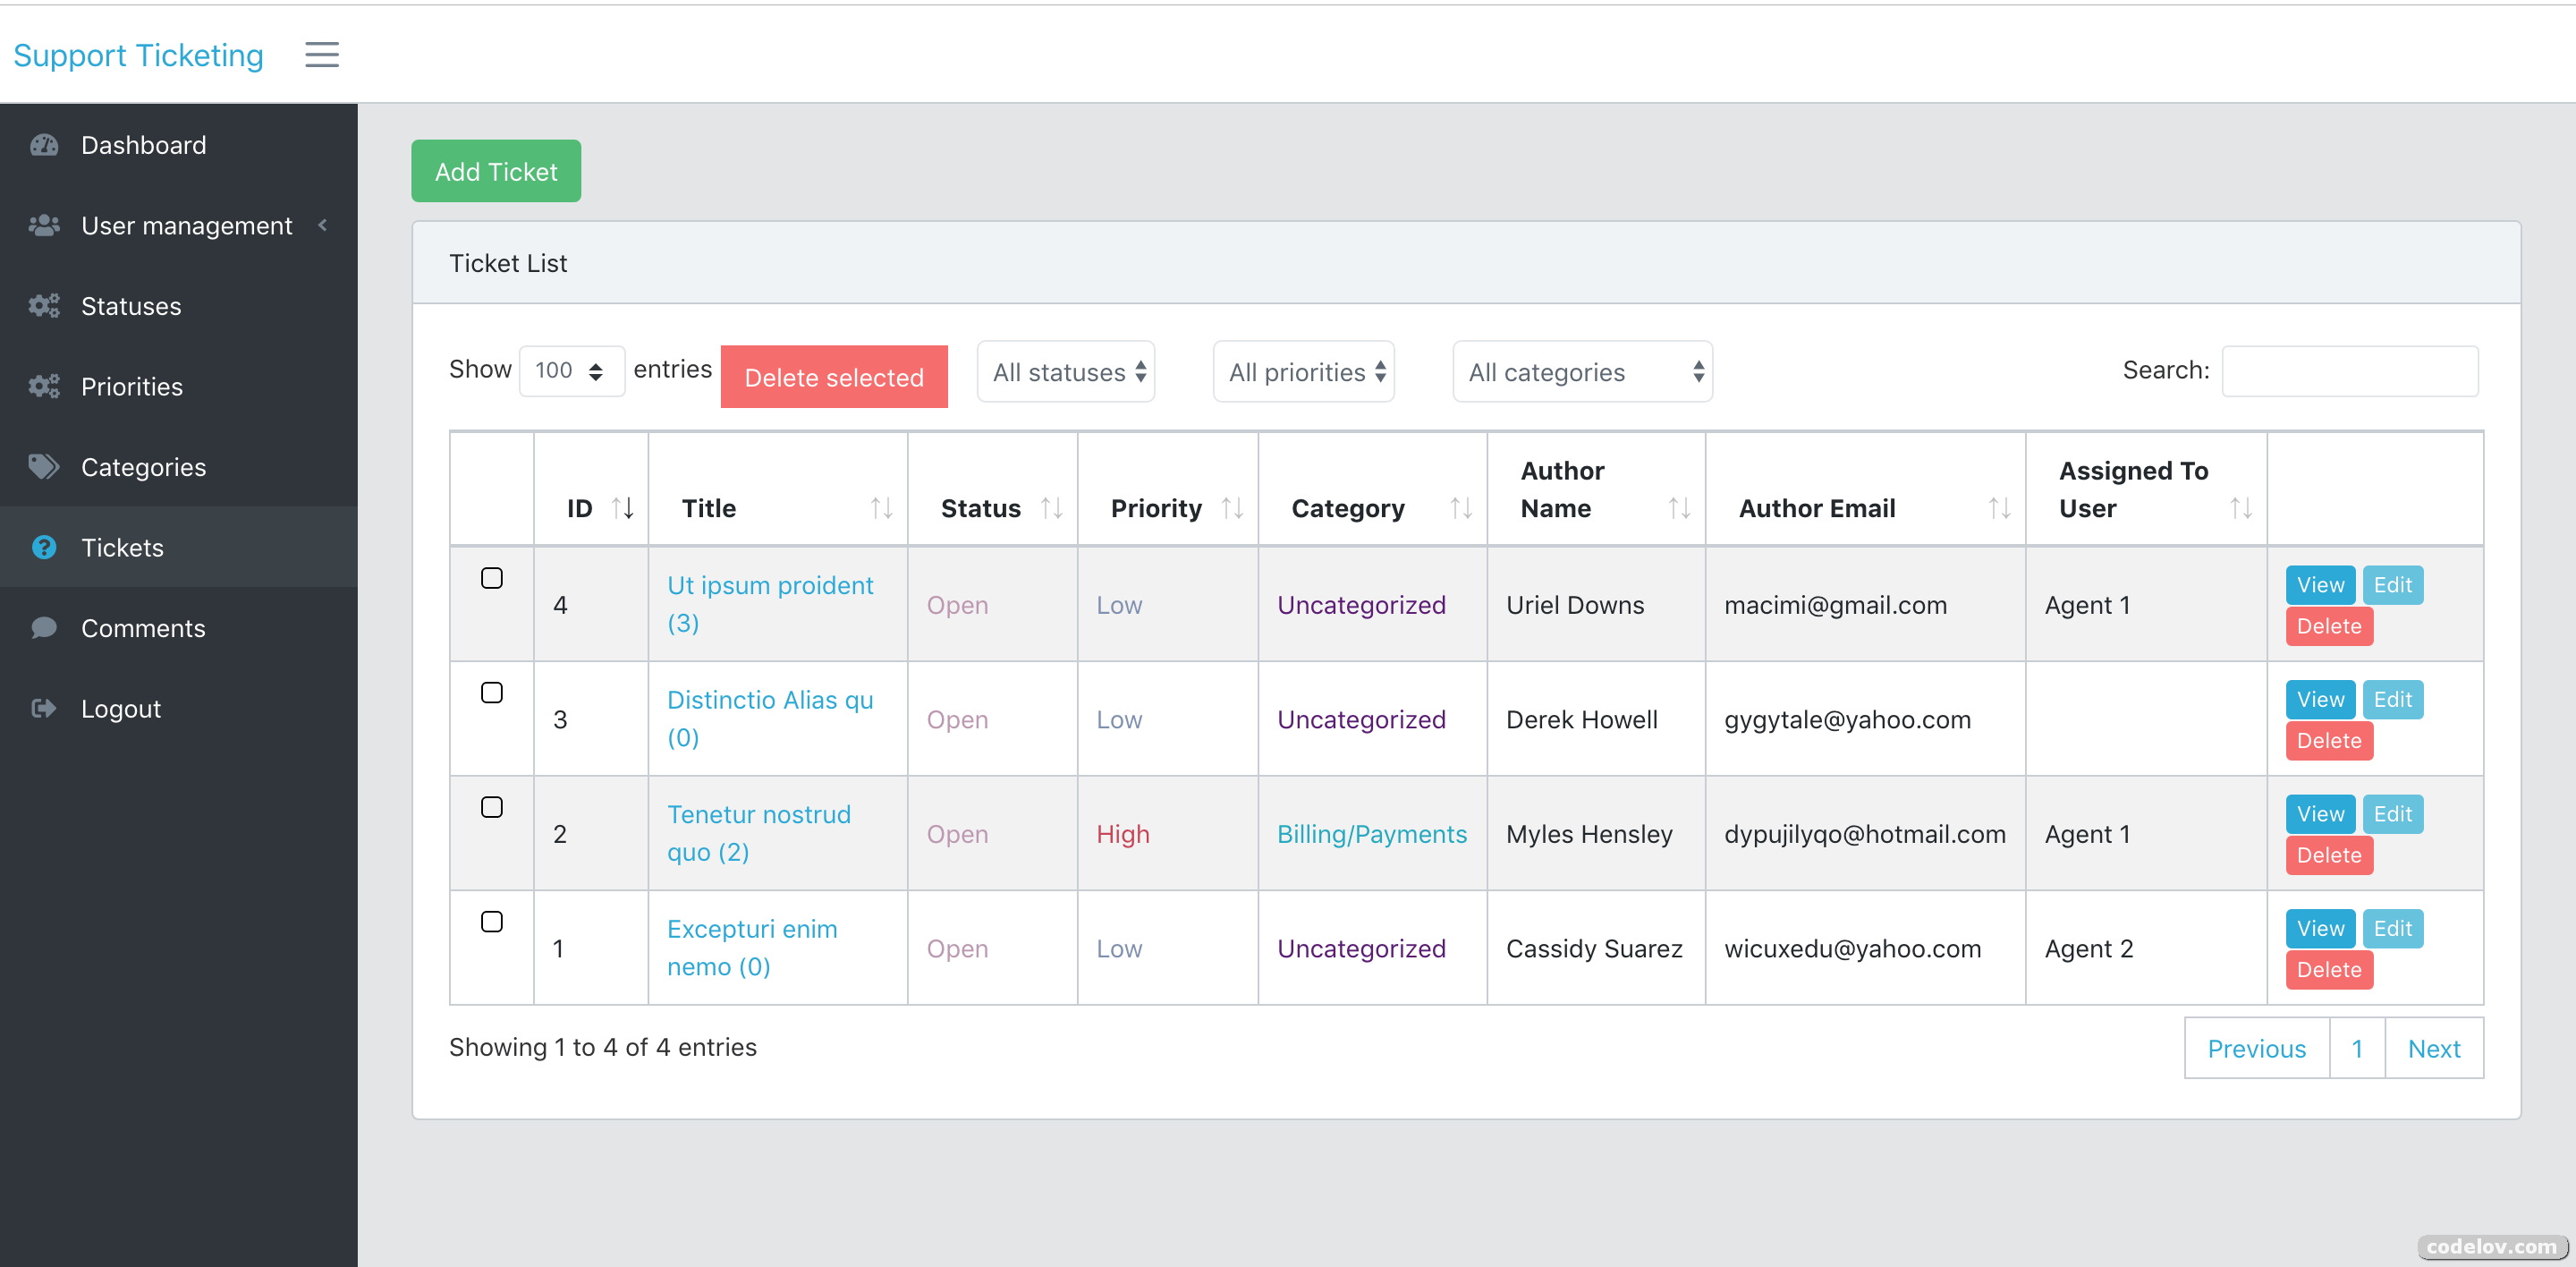 Support Ticketing
Dashboard
User management
Statuses
Priorities
Categories
Tickets
Comments
Logout
Add Ticket
Ticket List
Show 100 entries Delete selected All statuses All priorities All categories Search:
ID Title Status Priority Category Author Name Author Email Assigned To User
4 Ut ipsum proident (3) Open Low Uncategorized Uriel Downs macimi@gmail.com Agent 1 View Edit Delete
3 Distinctio Alias qu (0) Open Low Uncategorized Derek Howell gygytale@yahoo.com View Edit Delete
2 Tenetur nostrud quo (2) Open High Billing/Payments Myles Hensley dypujilyqo@hotmail.com Agent 1 View Edit Delete
1 Excepturi enim nemo (0) Open Low Uncategorized Cassidy Suarez wicuxedu@yahoo.com Agent 2 View Edit Delete
Showing 1 to 4 of 4 entries
Previous 1 Next
codelov.com